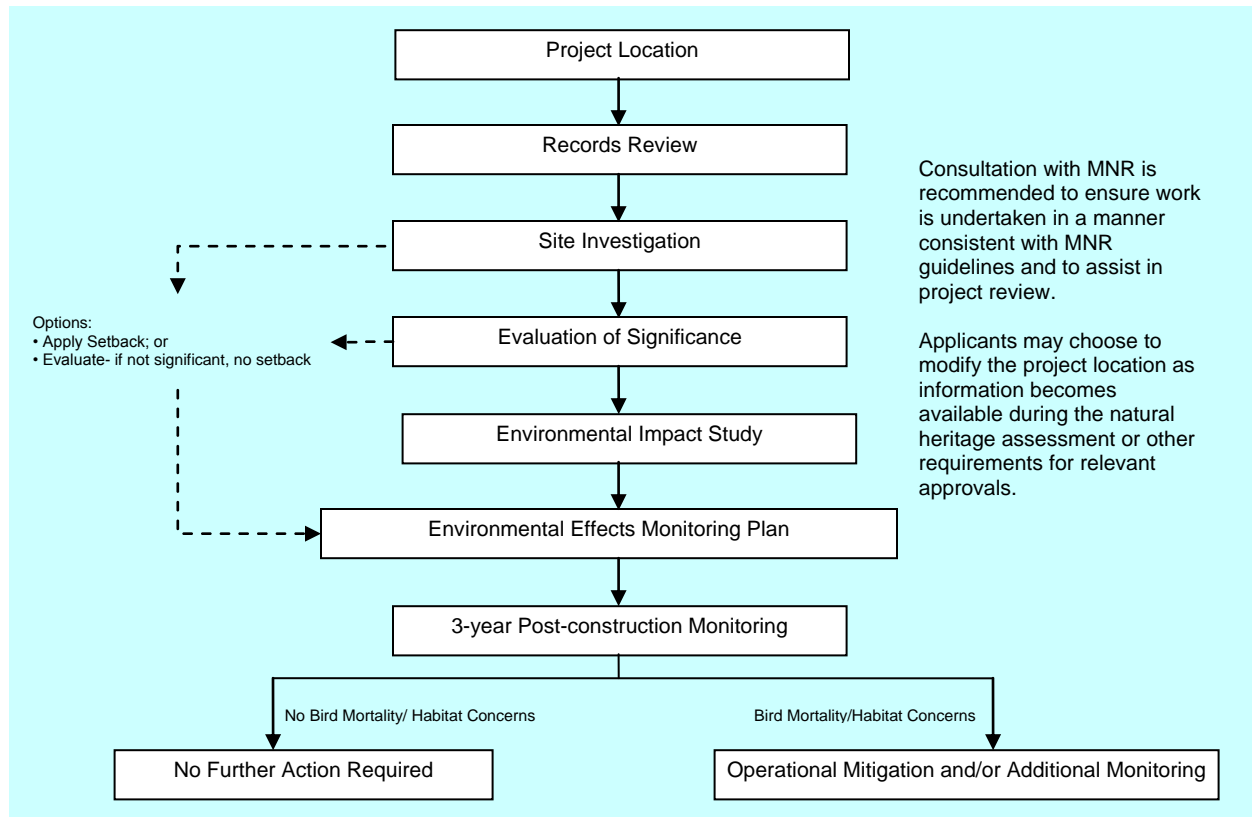 Project Location
Records Review
Site Investigation
Evaluation of Significance
Options:
• Apply Setback; or
• Evaluate- if not significant, no setback
Environmental Impact Study
Environmental Effects Monitoring Plan
3-year Post-construction Monitoring
No Bird Mortality/ Habitat Concerns
Bird Mortality/Habitat Concerns
No Further Action Required
Operational Mitigation and/or Additional Monitoring
Consultation with MNR is
recommended to ensure work
is undertaken in a manner
consistent with MNR
guidelines and to assist in
project review.
Applicants may choose to
modify the project location as
information becomes
available during the natural
heritage assessment or other
requirements for relevant
approvals.